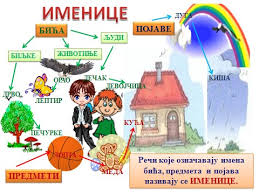 ИМЕНИЦЕ
БИЋА
ЉУДИ
ПОЈАВЕ
ДУГА
БИЉКЕ
ЖИВОТИЊЕ
ОРАО
ДЕЧАК
ДЕВОЈЧИЦА
КИША
ДРВО
ЛЕПТИР
КУЋА
ПЕЧУРКЕ
ЛОПТА
МЕДА
ПРЕДМЕТИ
Речи које означавају имена
бића, предмета и појава
називају се ИМЕНИЦЕ.